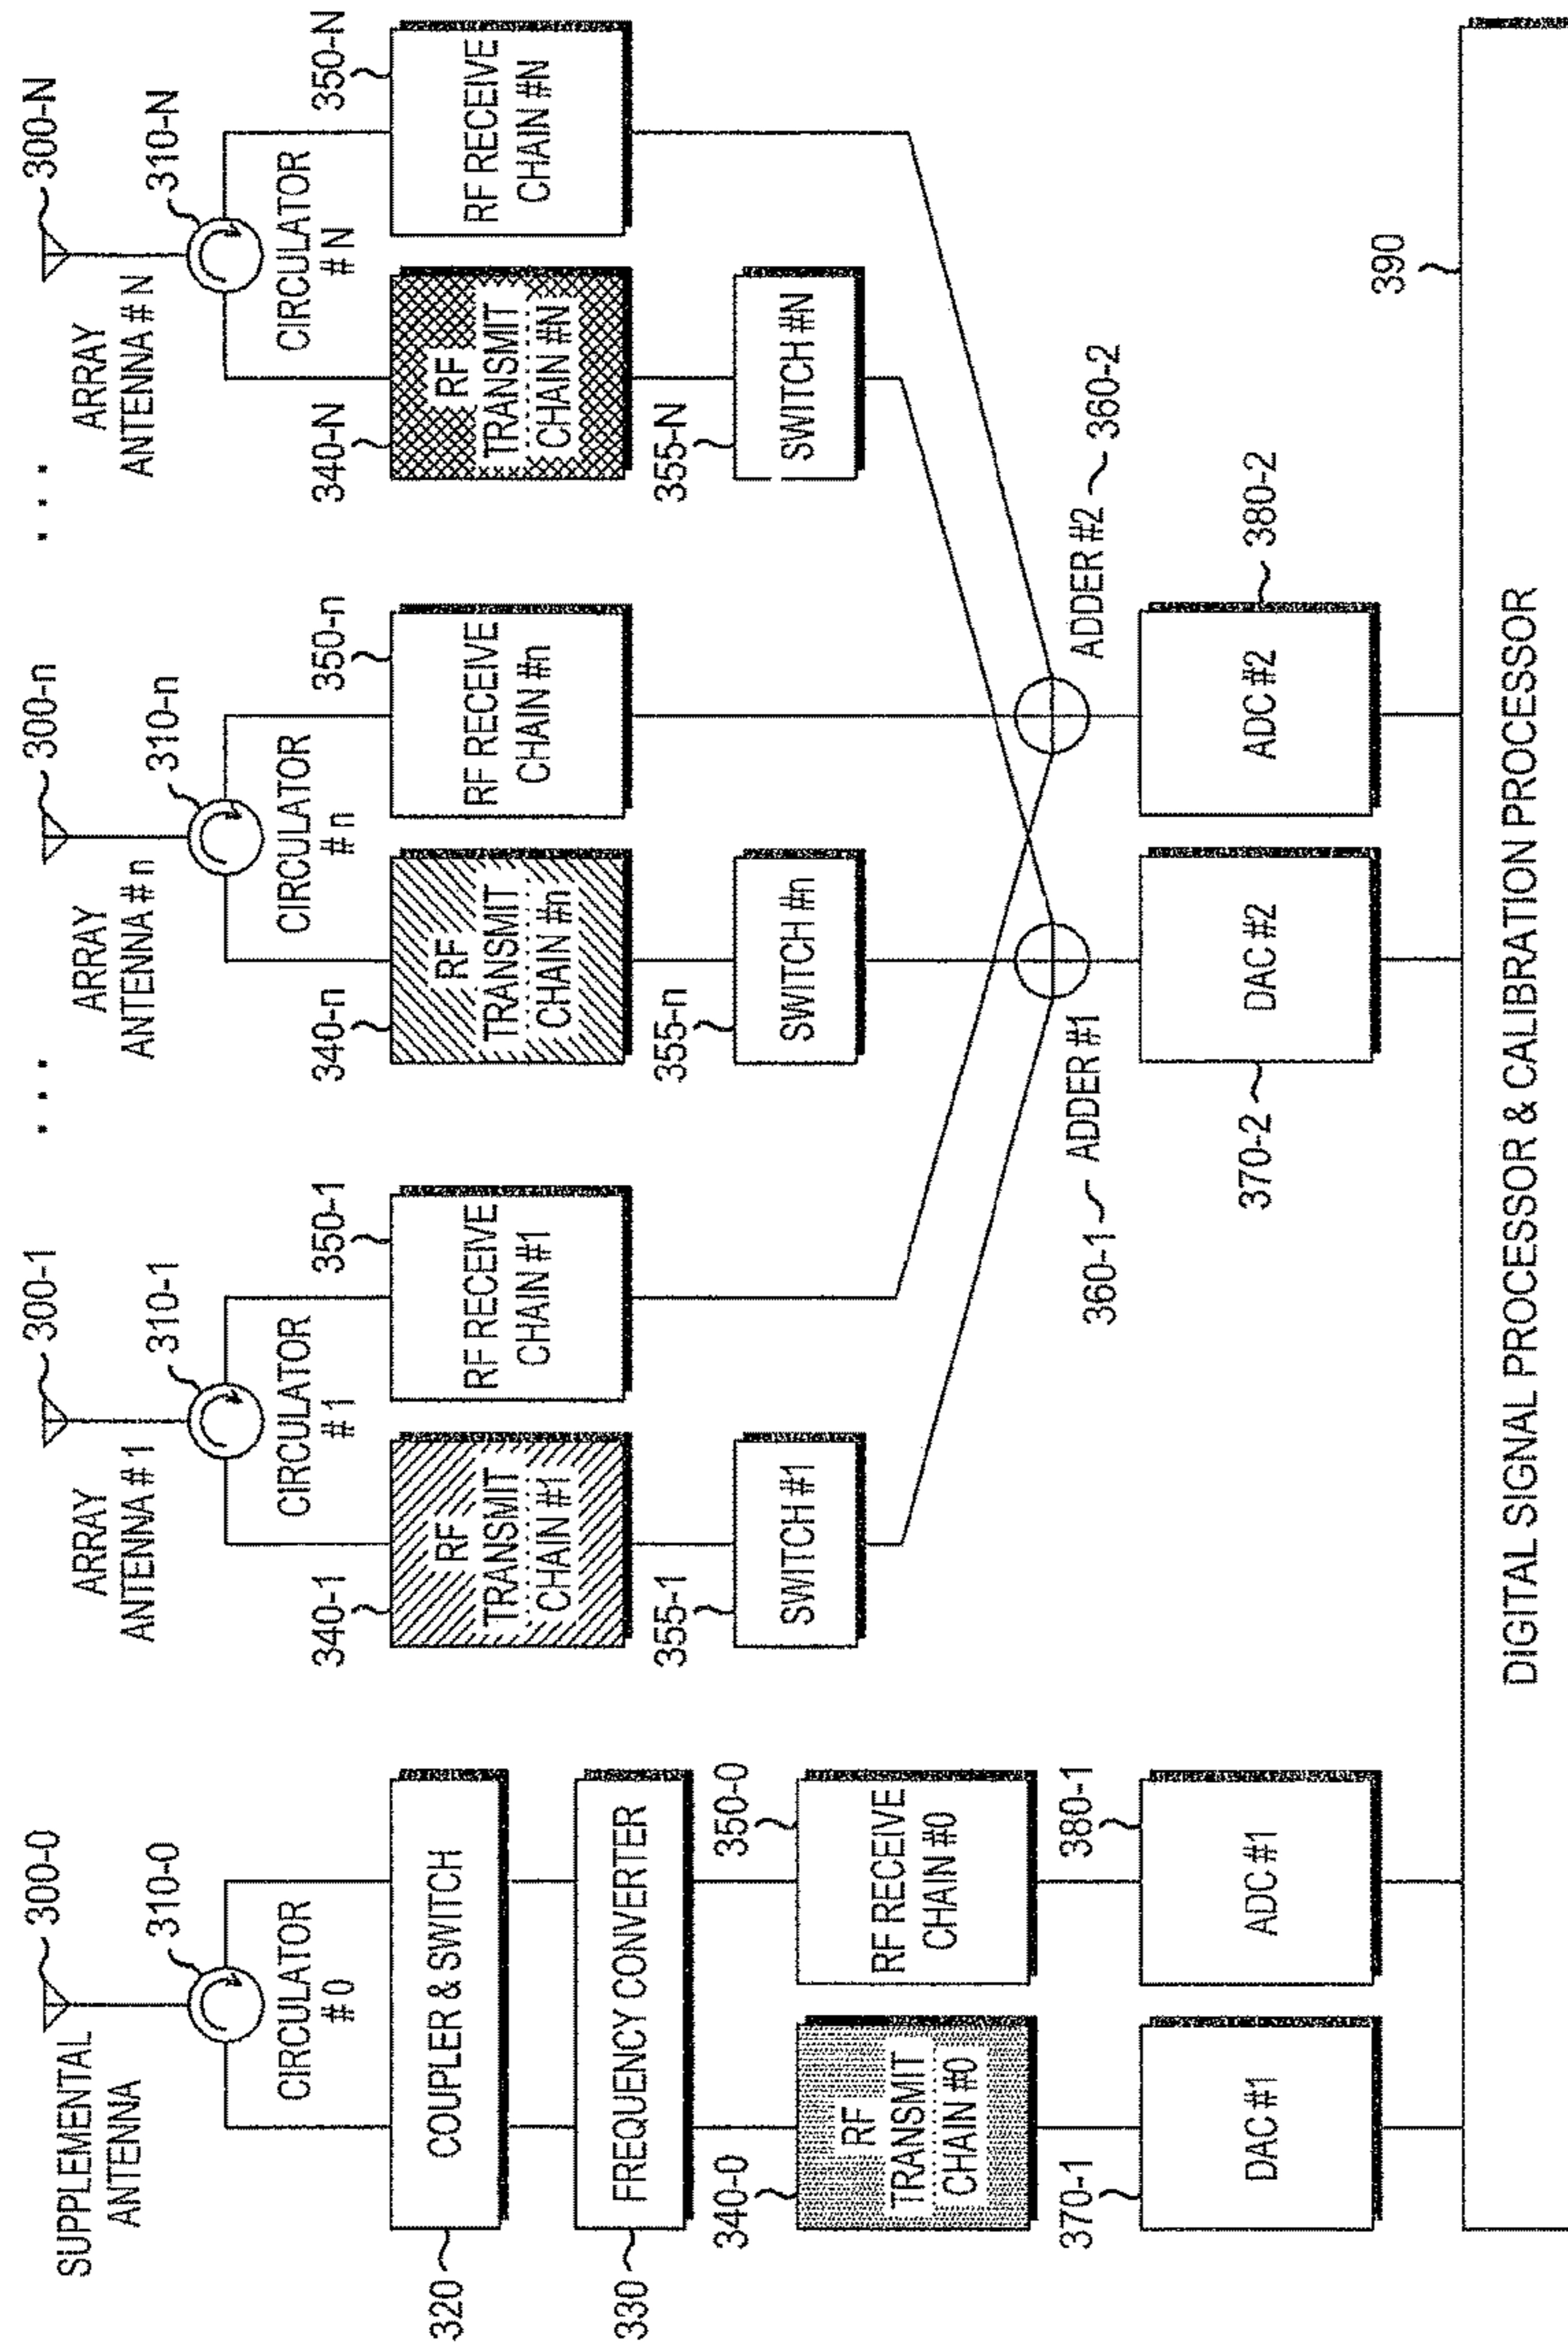 SUPPLEMENTAL
ANTENNA
300-0
310-0
CIRCULATOR
# 0
320
COUPLER & SWITCH
330
FREQUENCY CONVERTER
340-0
RF
TRANSMIT
CHAIN #0
350-0
RF RECEIVE
CHAIN #0
370-1
DAC #1
380-1
ADC #1
ARRAY
ANTENNA # 1
300-1
310-1
CIRCULATOR
# 1
340-1
RF
TRANSMIT
CHAIN #1
350-1
RF RECEIVE
CHAIN #1
355-1
SWITCH #1
...
ARRAY
ANTENNA # n
300-n
310-n
CIRCULATOR
# n
340-n
RF
TRANSMIT
CHAIN #n
350-n
RF RECEIVE
CHAIN #n
355-n
SWITCH #n
...
ARRAY
ANTENNA # N
300-N
310-N
CIRCULATOR
# N
340-N
RF
TRANSMIT
CHAIN #N
350-N
RF RECEIVE
CHAIN #N
355-N
SWITCH #N
360-1 ADDER #1
ADDER #2 360-2
370-2
DAC #2
380-2
ADC #2
390
DIGITAL SIGNAL PROCESSOR & CALIBRATION PROCESSOR